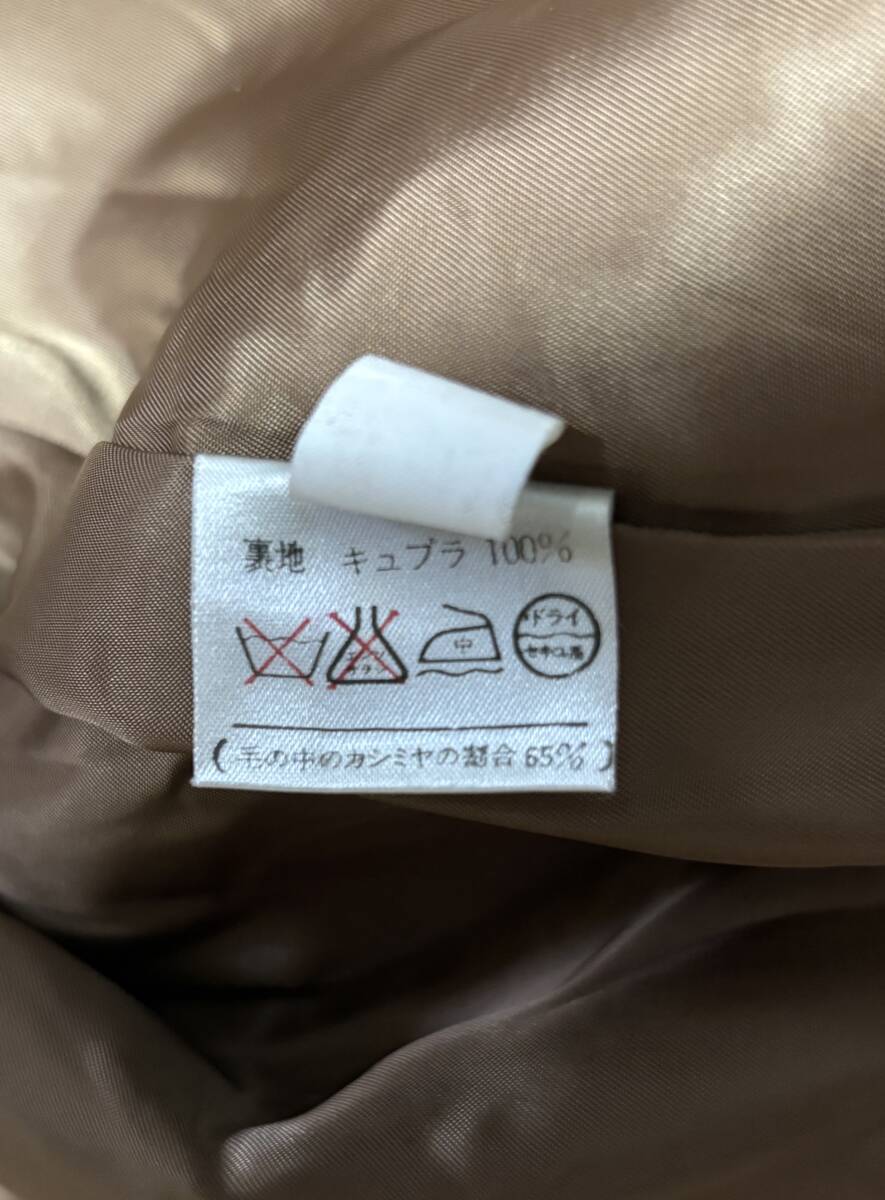 裏地 キュプラ 100%
中
ドライ
セキユ系
(毛の中のカシミヤの混合 65%)